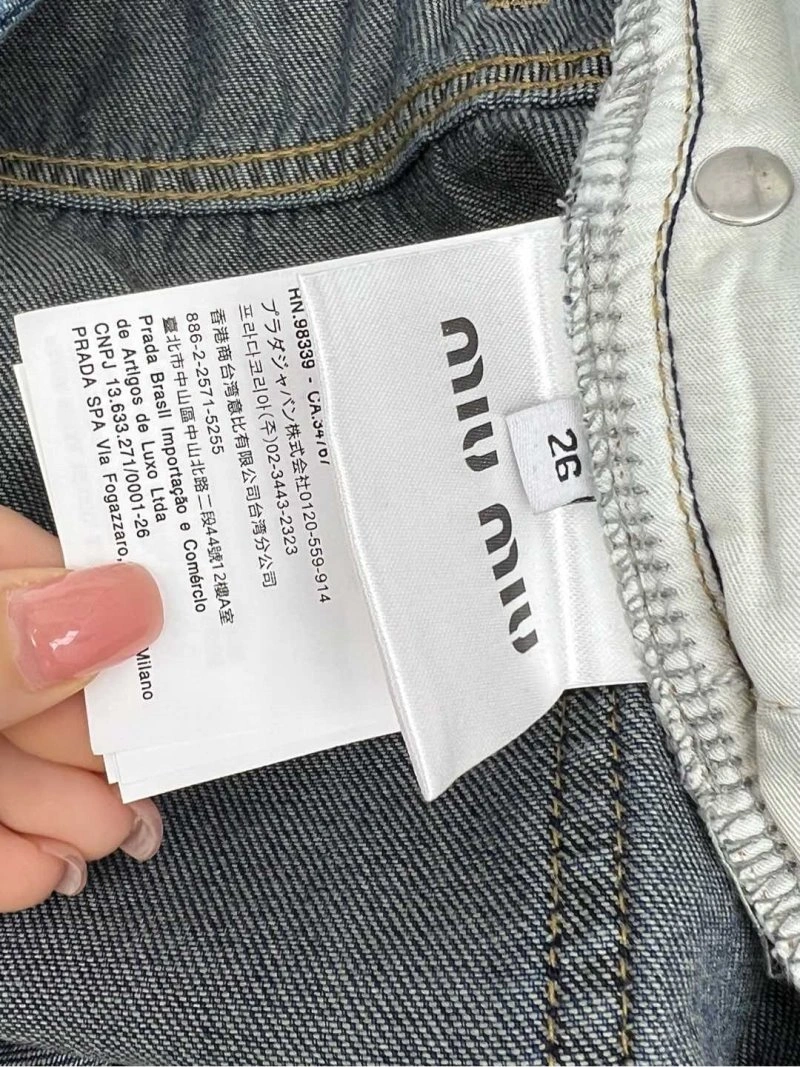 miu miu
26
RN.98339 - CA.34767
プラダジャパン株式会社0120-559-914
프라다코리아(주)02-3443-2323
香港商台湾意比有限公司台湾分公司
886-2-2571-5255
臺北市中山區中山北路二段44號12樓A室
Prada Brasil Importação e Comércio
de Artigos de Luxo Ltda
CNPJ 13.633.271/0001-26
PRADA SPA Via Fogazzaro, Milano